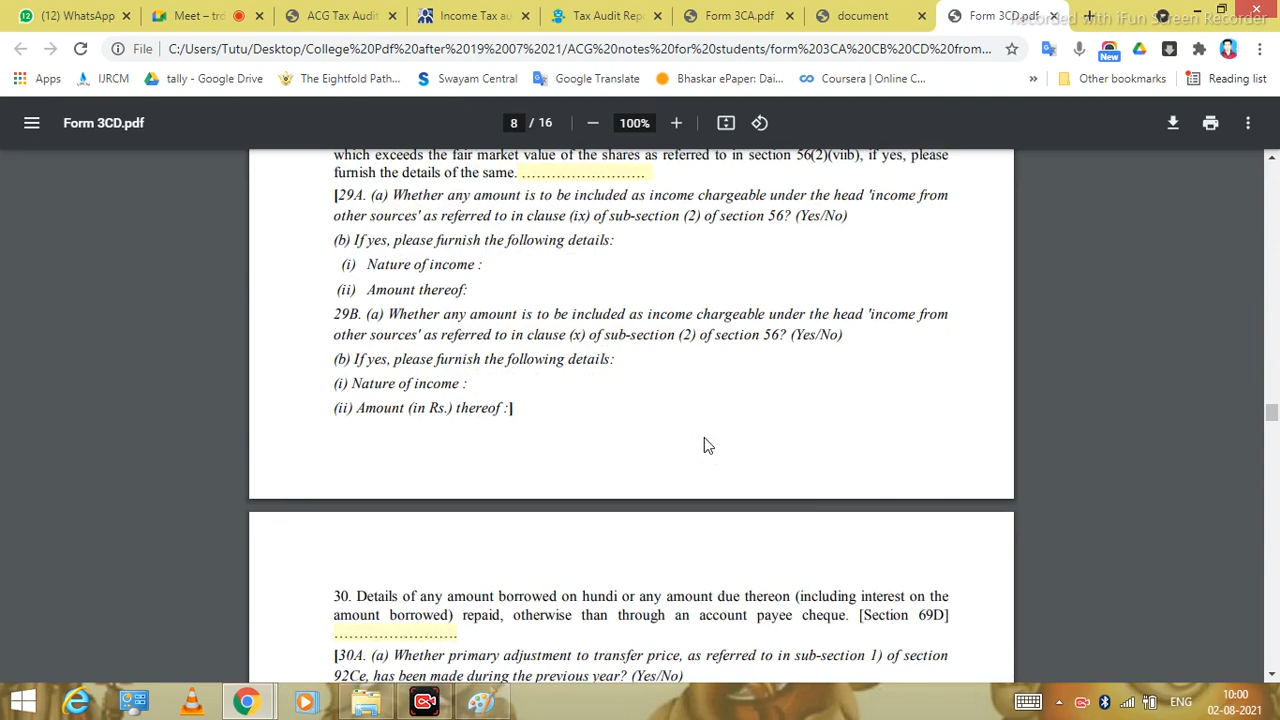 (12) WhatsApp
Meet – trd
ACG Tax Audit
Income Tax au
Tax Audit Rep
Form 3CA.pdf
document
Form 3CD.pdf
Recorded with iFun Screen Recorder
File
C:/Users/Tutu/Desktop/College%20Pdf%20after%202019%2007%2021/ACG%20notes%20for%20students/form%203CA%20CB%20CD%20from...
Apps
IJRCM
tally - Google Drive
The Eightfold Path...
Swayam Central
Google Translate
Bhaskar :Paper: Dai...
Coursera | Online C...
»
Other bookmarks
Reading list
New
Form 3CD.pdf
8 / 16
100%
which exceeds the fair market value of the shares as referred to in section 56(2)(viib), if yes, please
furnish the details of the same. …………………….
[29A. (a) Whether any amount is to be included as income chargeable under the head 'income from
other sources' as referred to in clause (ix) of sub-section (2) of section 56? (Yes/No)
(b) If yes, please furnish the following details:
(i) Nature of income :
(ii) Amount thereof:
29B. (a) Whether any amount is to be included as income chargeable under the head 'income from
other sources' as referred to in clause (x) of sub-section (2) of section 56? (Yes/No)
(b) If yes, please furnish the following details:
(i) Nature of income :
(ii) Amount (in Rs.) thereof :]
30. Details of any amount borrowed on hundi or any amount due thereon (including interest on the
amount borrowed) repaid, otherwise than through an account payee cheque. [Section 69D]
…………………….
[30A. (a) Whether primary adjustment to transfer price, as referred to in sub-section 1) of section
92Ce, has been made during the previous year? (Yes/No)
ENG
10:00
02-08-2021